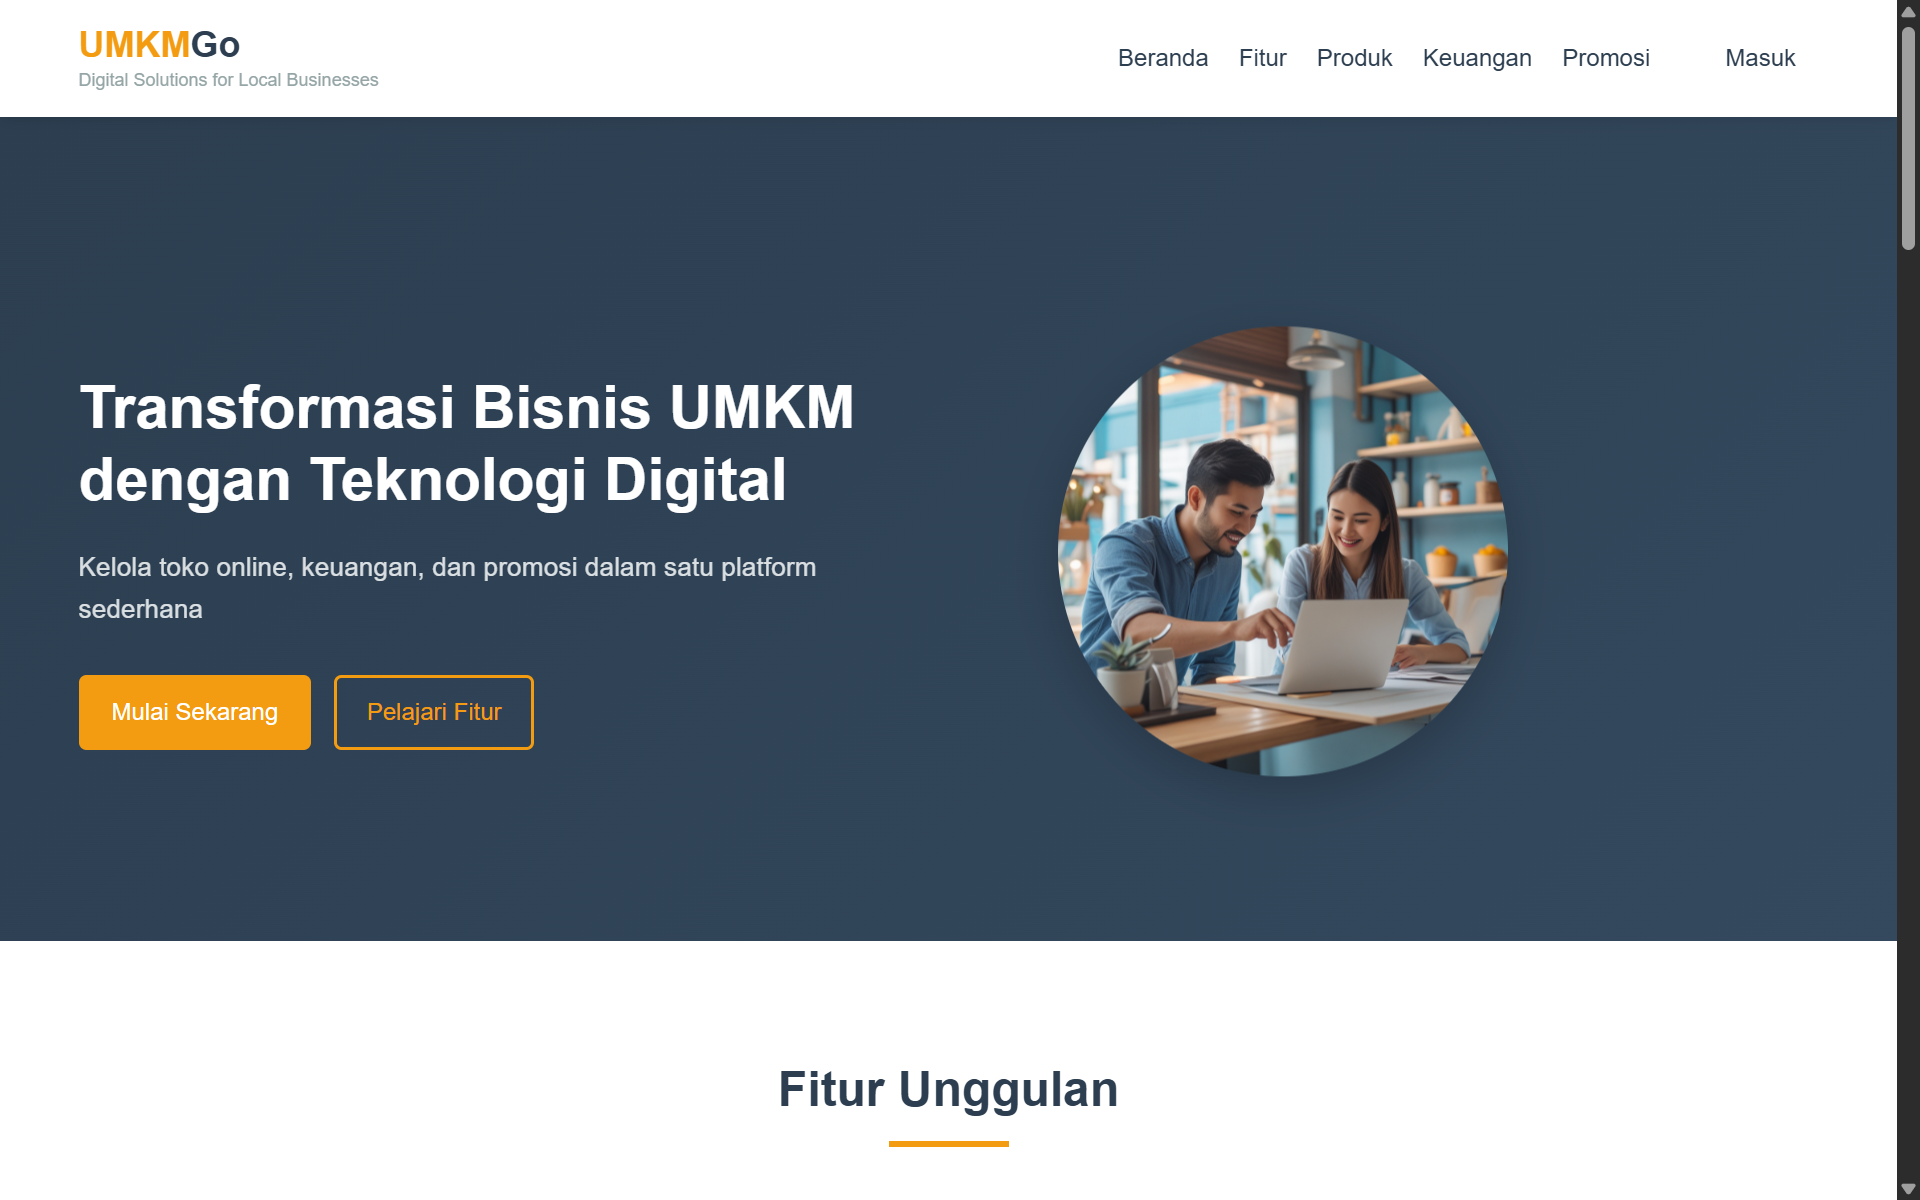 UMKMGo
Digital Solutions for Local Businesses
Beranda Fitur Produk Keuangan Promosi Masuk
Transformasi Bisnis UMKM
dengan Teknologi Digital
Kelola toko online, keuangan, dan promosi dalam satu platform
sederhana
Mulai Sekarang Pelajari Fitur
Fitur Unggulan